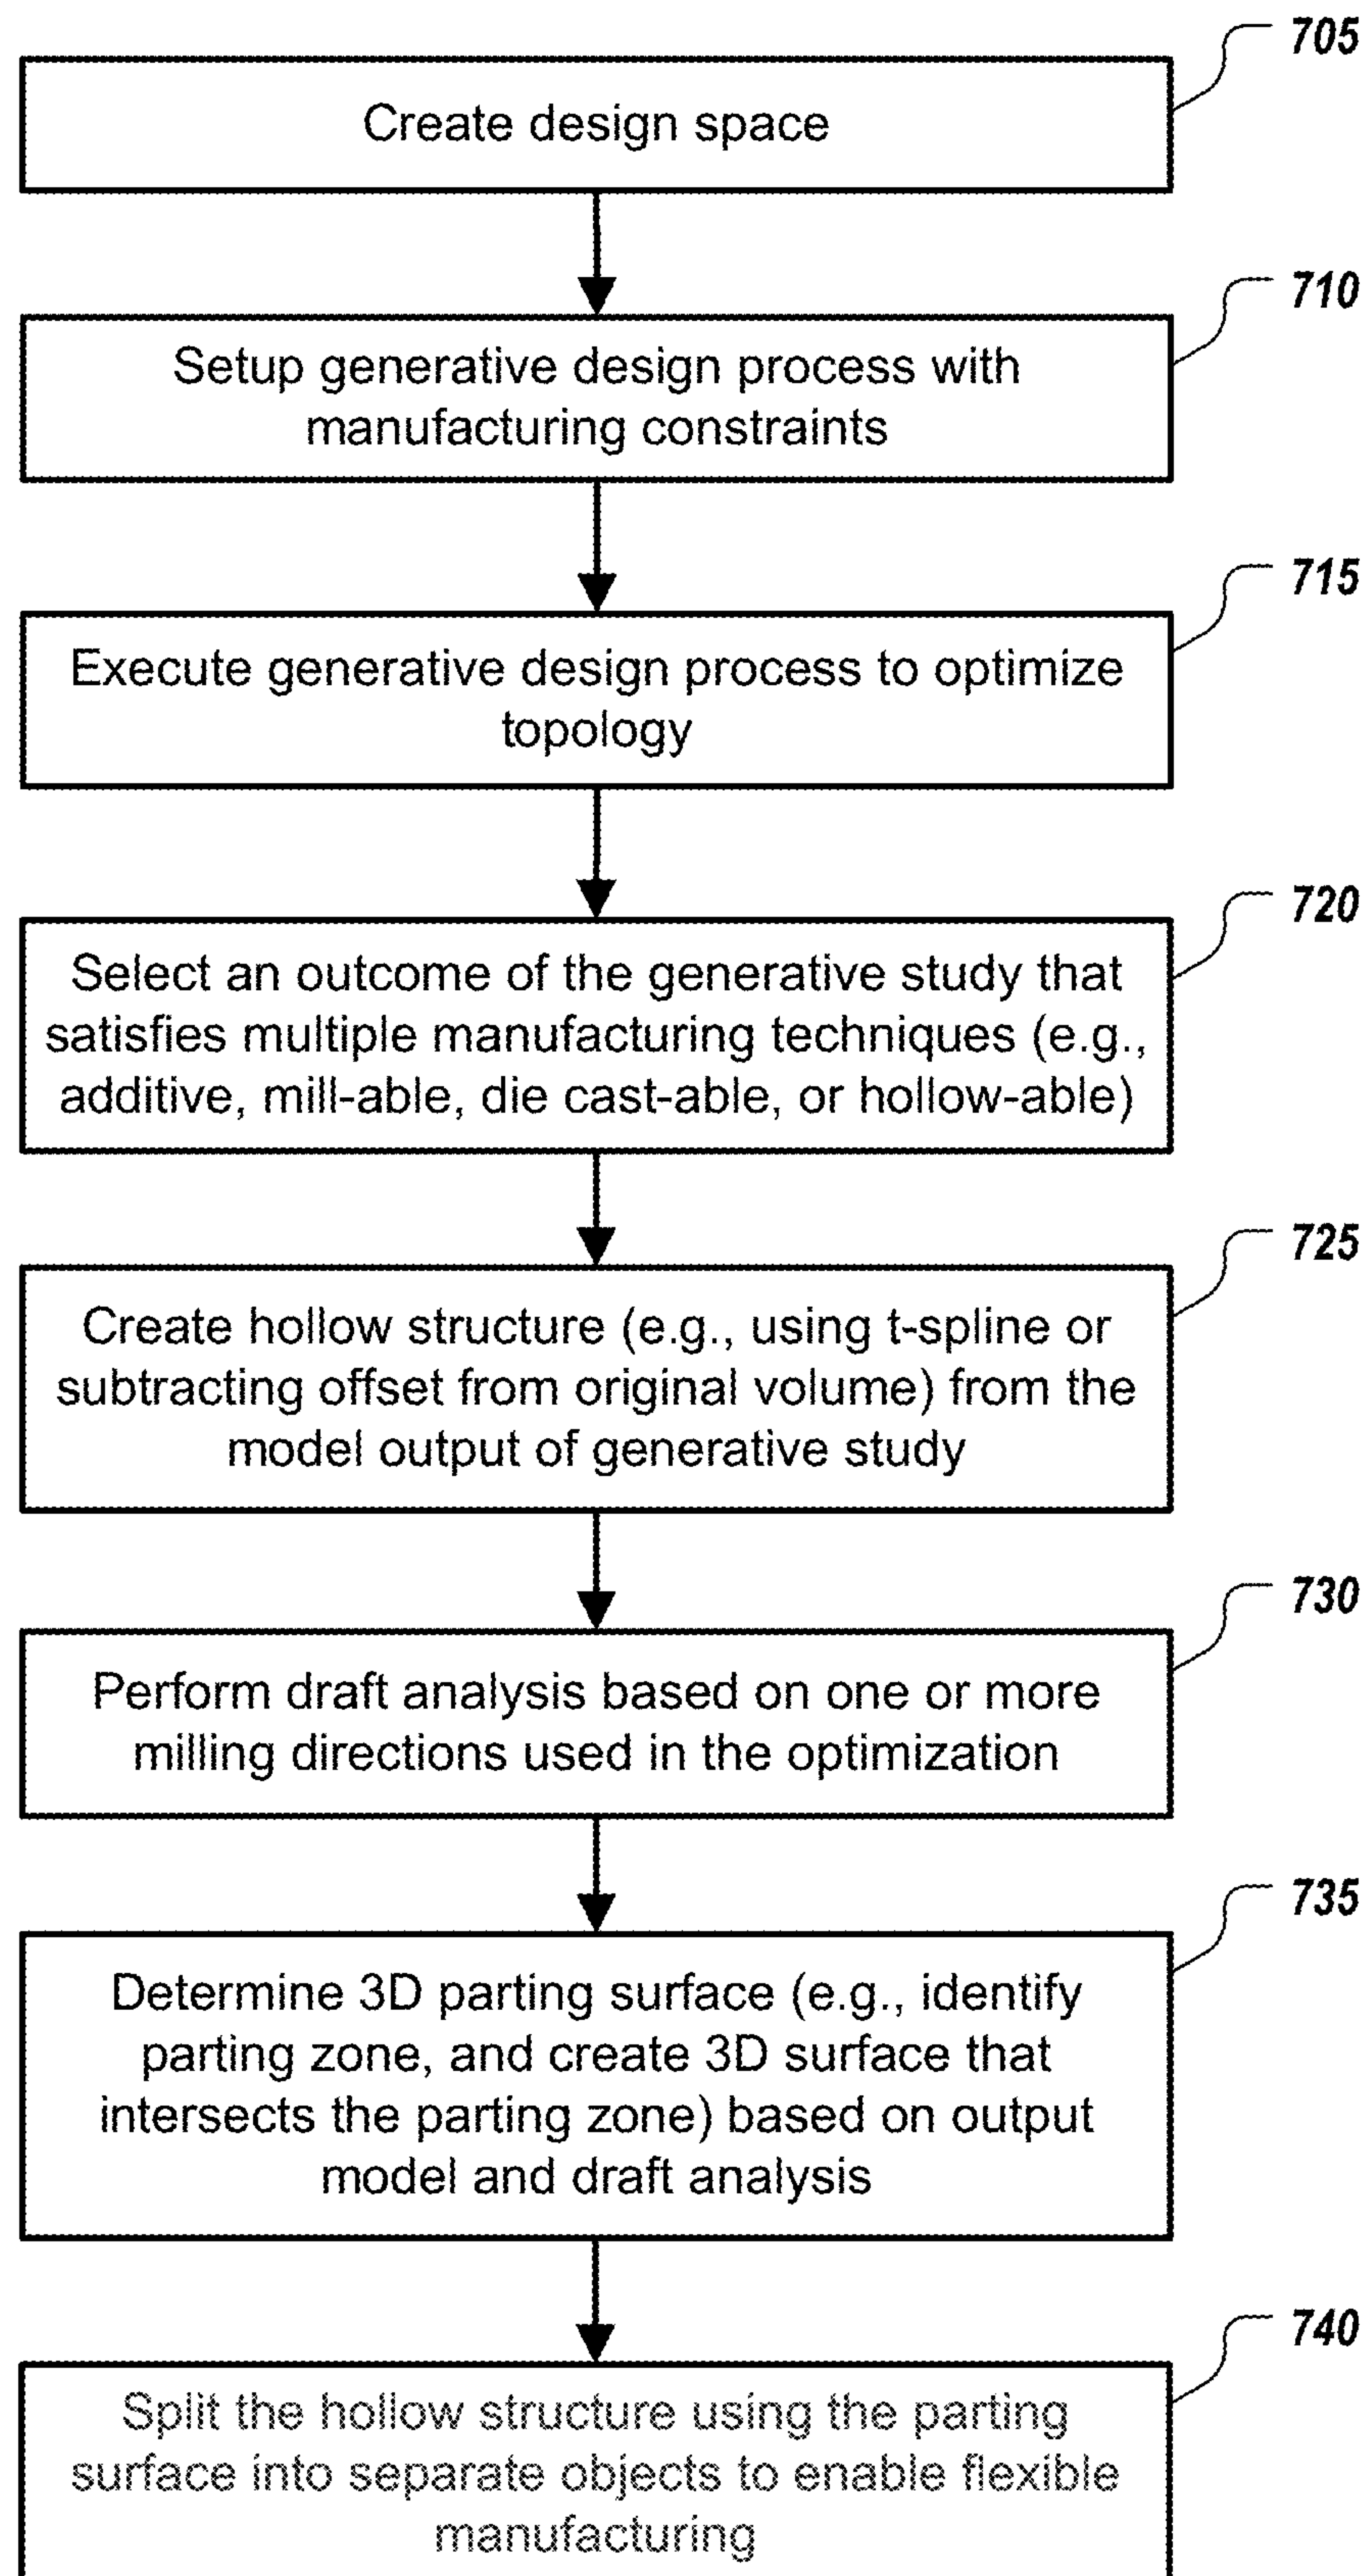 705
Create design space
710
Setup generative design process with
manufacturing constraints
715
Execute generative design process to optimize
topology
720
Select an outcome of the generative study that
satisfies multiple manufacturing techniques (e.g.,
additive, mill-able, die cast-able, or hollow-able)
725
Create hollow structure (e.g., using t-spline or
subtracting offset from original volume) from the
model output of generative study
730
Perform draft analysis based on one or more
milling directions used in the optimization
735
Determine 3D parting surface (e.g., identify
parting zone, and create 3D surface that
intersects the parting zone) based on output
model and draft analysis
740
Split the hollow structure using the parting
surface into separate objects to enable flexible
manufacturing